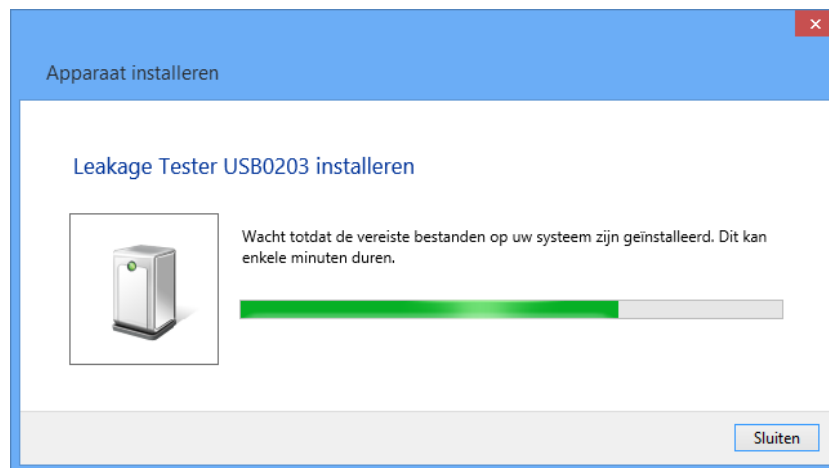 Apparaat installeren
Leakage Tester USB0203 installeren
Wacht totdat de vereiste bestanden op uw systeem zijn geïnstalleerd. Dit kan
enkele minuten duren.
Sluiten